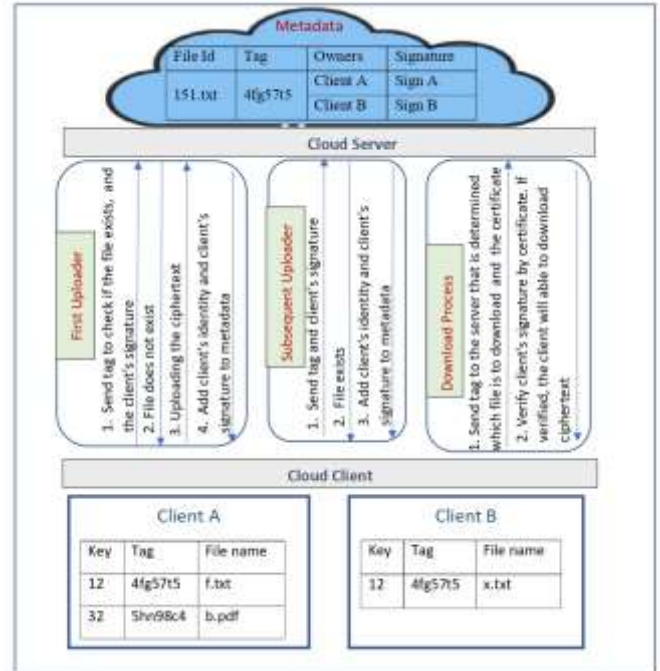 Metadata
File Id Tag Owners Signature
151.txt 4fg57t5 Client A Sign A
Client B Sign B
Cloud Server
First Uploader
1. Send tag to check if the file exists, and
the client's signature
2. File does not exist
3. Uploading the ciphertext
4. Add client's identity and client's
signature to metadata
Subsequent Uploader
1. Send tag and client's signature
2. File exists
3. Add client's identity and client's
signature to metadata
Download Process
1. Send tag to the server that is determined
which file is to download and the certificate
2. Verify client's signature by certificate. If
verified, the client will able to download
ciphertext
Cloud Client
Client A
Key Tag File name
12 4fg57t5 f.txt
32 5hn98c4 b.pdf
Client B
Key Tag File name
12 4fg57t5 x.txt